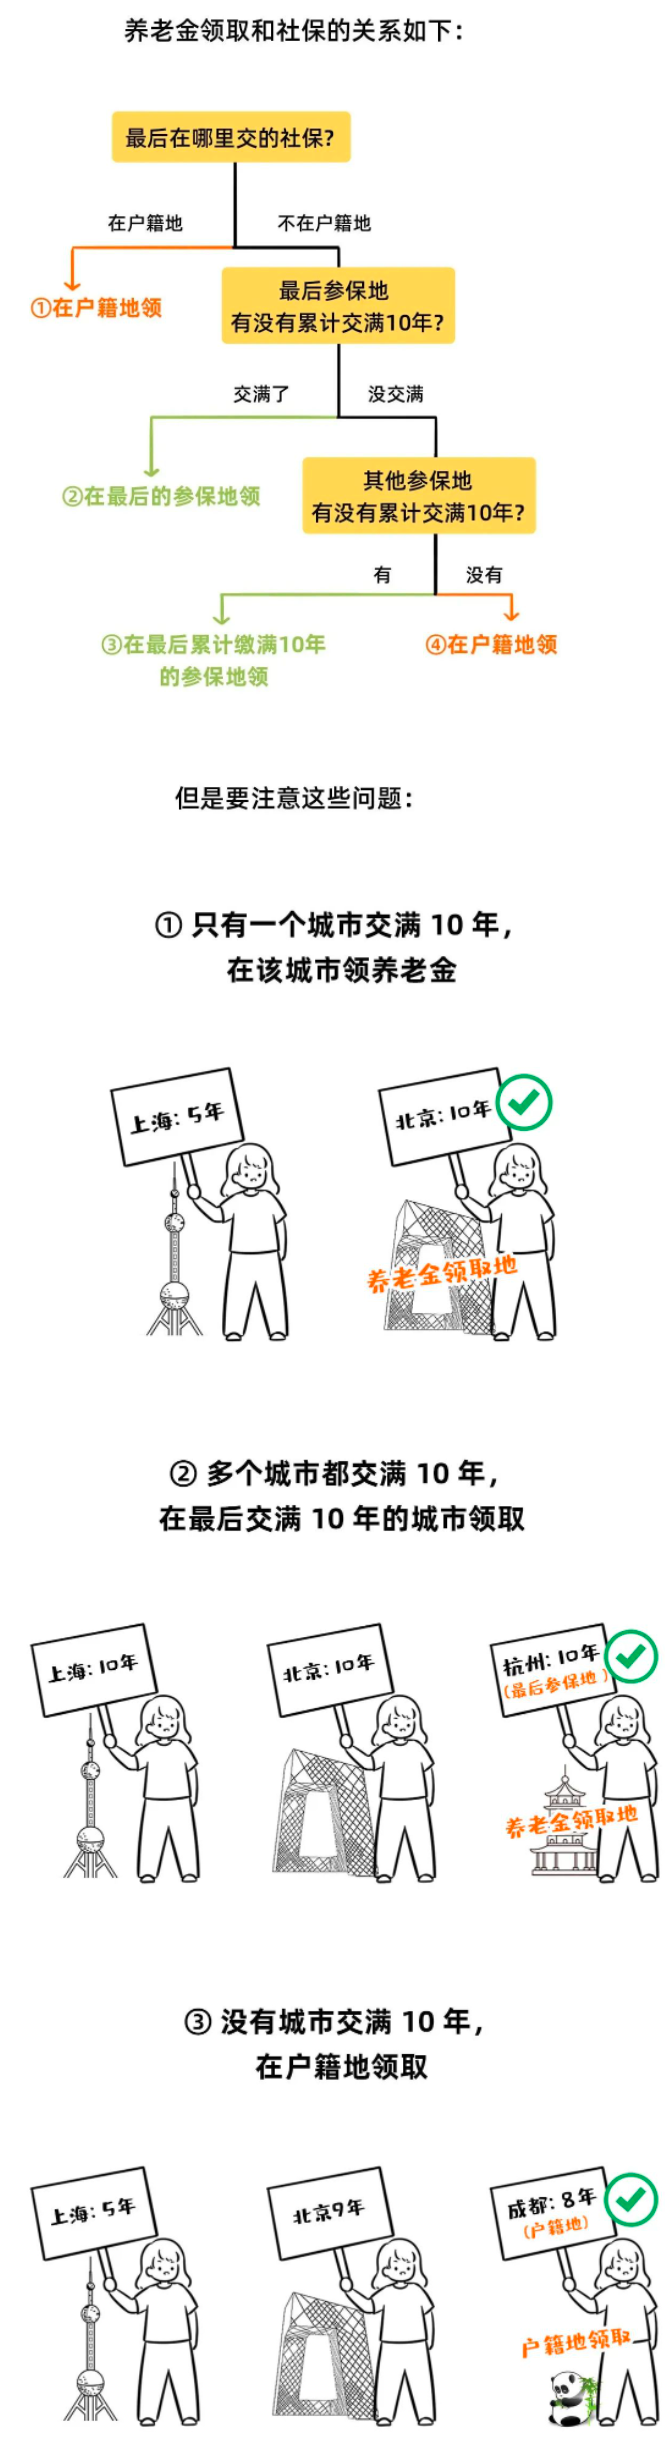 养老金领取和社保的关系如下：
最后在哪里交的社保？
在户籍地
不在户籍地
①在户籍地领
最后参保地
有没有累计交满10年？
交满了
没交满
②在最后的参保地领
其他参保地
有没有累计交满10年？
有
没有
③在最后累计缴满10年
的参保地领
④在户籍地领
但是要注意这些问题：
① 只有一个城市交满 10 年，
在该城市领养老金
上海：5年
北京：10年
养老金领取地
② 多个城市都交满 10 年，
在最后交满 10 年的城市领取
上海：10年
北京：10年
杭州：10年
（最后参保地）
养老金领取地
③ 没有城市交满 10 年，
在户籍地领取
上海：5年
北京9年
成都：8年
（户籍地）
户籍地领取